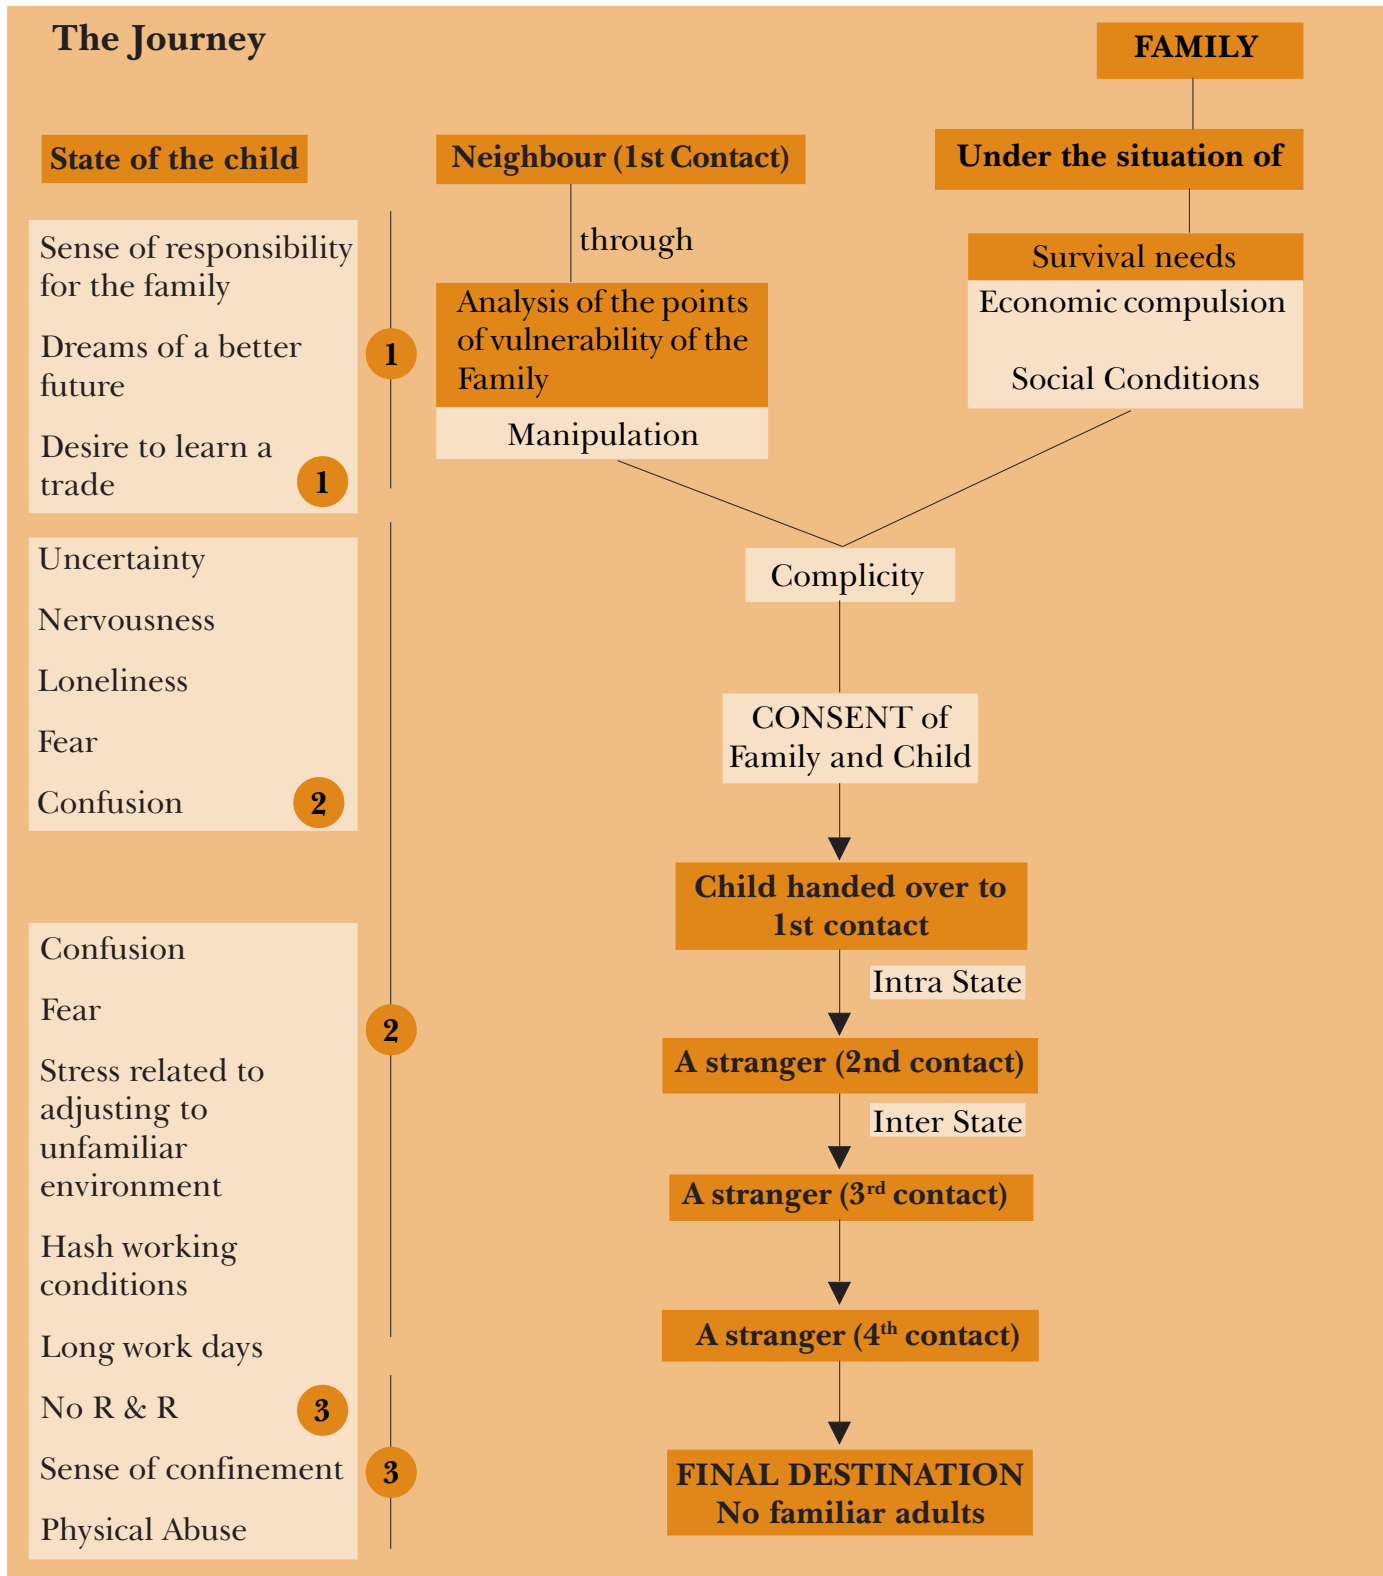 The Journey
FAMILY
State of the child
Neighbour (1st Contact)
Under the situation of
Sense of responsibility
for the family
Dreams of a better
future
Desire to learn a
trade
1
1
through
Analysis of the points
of vulnerability of the
Family
Manipulation
Survival needs
Economic compulsion
Social Conditions
Uncertainty
Nervousness
Loneliness
Fear
Confusion
2
Complicity
CONSENT of
Family and Child
Child handed over to
1st contact
Intra State
A stranger (2nd contact)
Inter State
A stranger (3rd contact)
A stranger (4th contact)
FINAL DESTINATION
No familiar adults
Confusion
Fear
Stress related to
adjusting to
unfamiliar
environment
Hash working
conditions
Long work days
No R & R
3
Sense of confinement
Physical Abuse
2
3